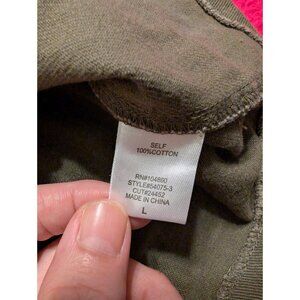 SELF
100%COTTON
RN#104860
STYLE#54075-3
CUT#24452
MADE IN CHINA
L